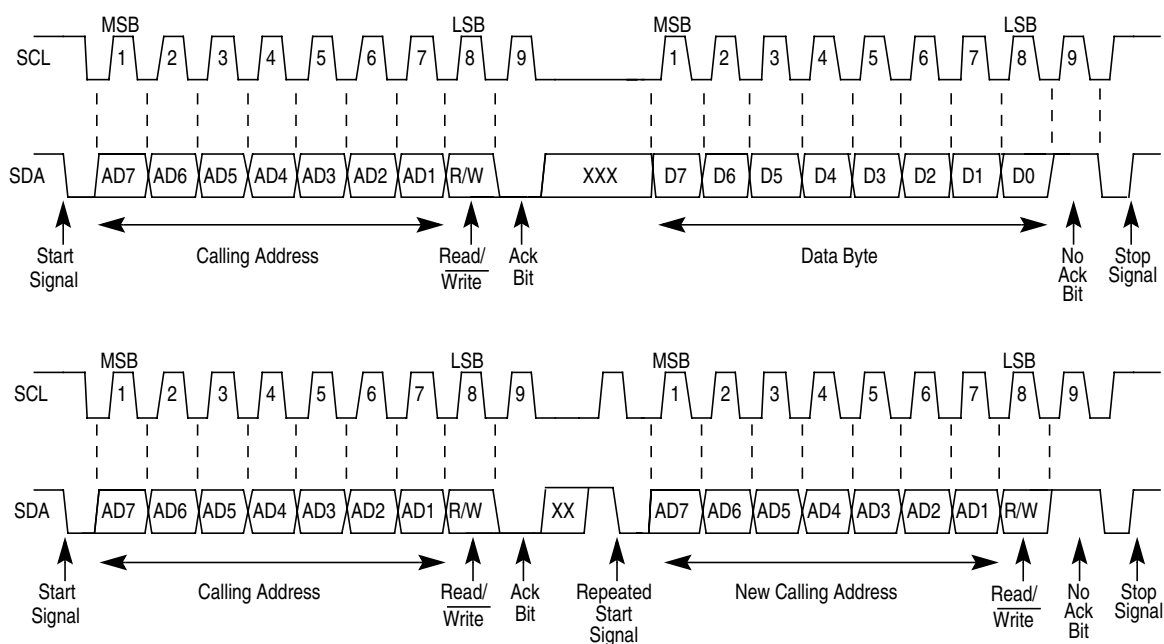 MSB LSB MSB LSB
SCL 1 2 3 4 5 6 7 8 9 1 2 3 4 5 6 7 8 9
SDA AD7 AD6 AD5 AD4 AD3 AD2 AD1 R/W XXX D7 D6 D5 D4 D3 D2 D1 D0
Start Signal
Calling Address
Read/ Write
Ack Bit
Data Byte
No Ack Bit
Stop Signal
MSB LSB MSB LSB
SCL 1 2 3 4 5 6 7 8 9 1 2 3 4 5 6 7 8 9
SDA AD7 AD6 AD5 AD4 AD3 AD2 AD1 R/W XX AD7 AD6 AD5 AD4 AD3 AD2 AD1 R/W
Start Signal
Calling Address
Read/ Write
Ack Bit
Repeated Start Signal
New Calling Address
Read/ Write
No Ack Bit
Stop Signal